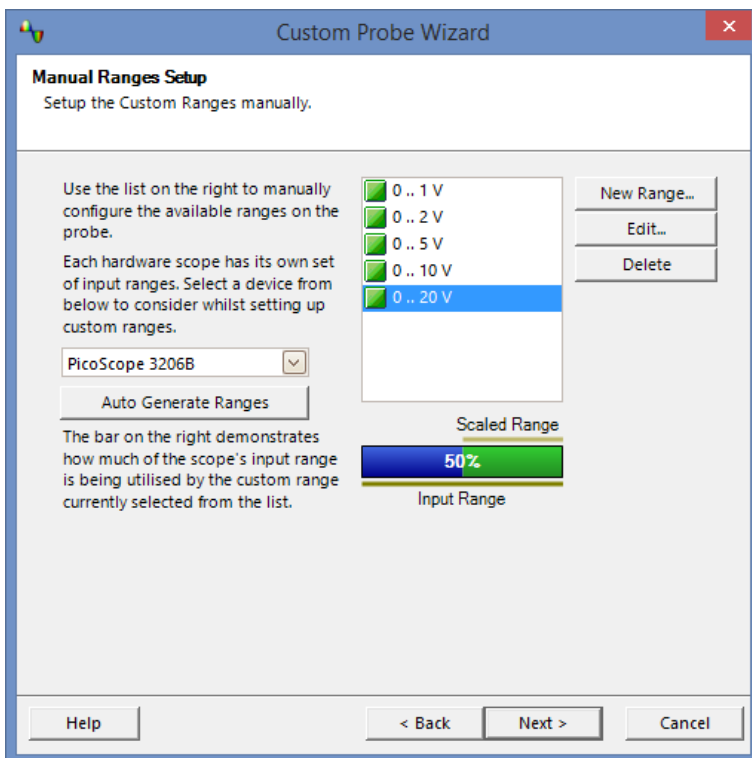 Custom Probe Wizard
Manual Ranges Setup
Setup the Custom Ranges manually.
Use the list on the right to manually
configure the available ranges on the
probe.
Each hardware scope has its own set
of input ranges. Select a device from
below to consider whilst setting up
custom ranges.
PicoScope 3206B
Auto Generate Ranges
The bar on the right demonstrates
how much of the scope's input range
is being utilised by the custom range
currently selected from the list.
0 .. 1 V
0 .. 2 V
0 .. 5 V
0 .. 10 V
0 .. 20 V
Scaled Range
50%
Input Range
New Range...
Edit...
Delete
Help
< Back
Next >
Cancel